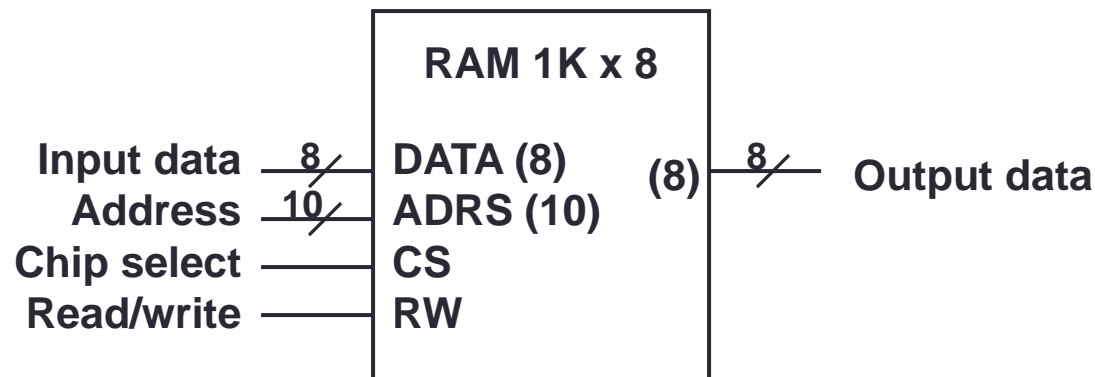 RAM 1K x 8
Input data 8 DATA (8) (8) 8 Output data
Address 10 ADRS (10)
Chip select CS
Read/write RW